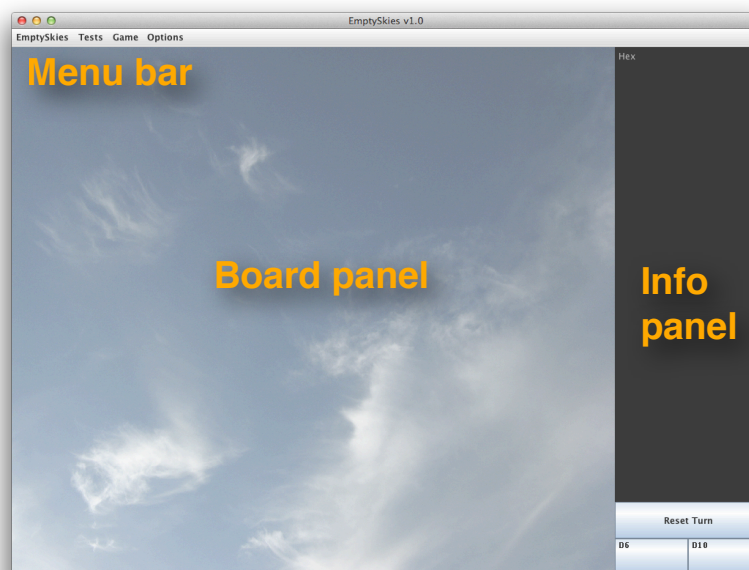 EmptySkies v1.0
EmptySkies Tests Game Options
Menu bar
Hex
Board panel
Info
panel
Reset Turn
D6 D10